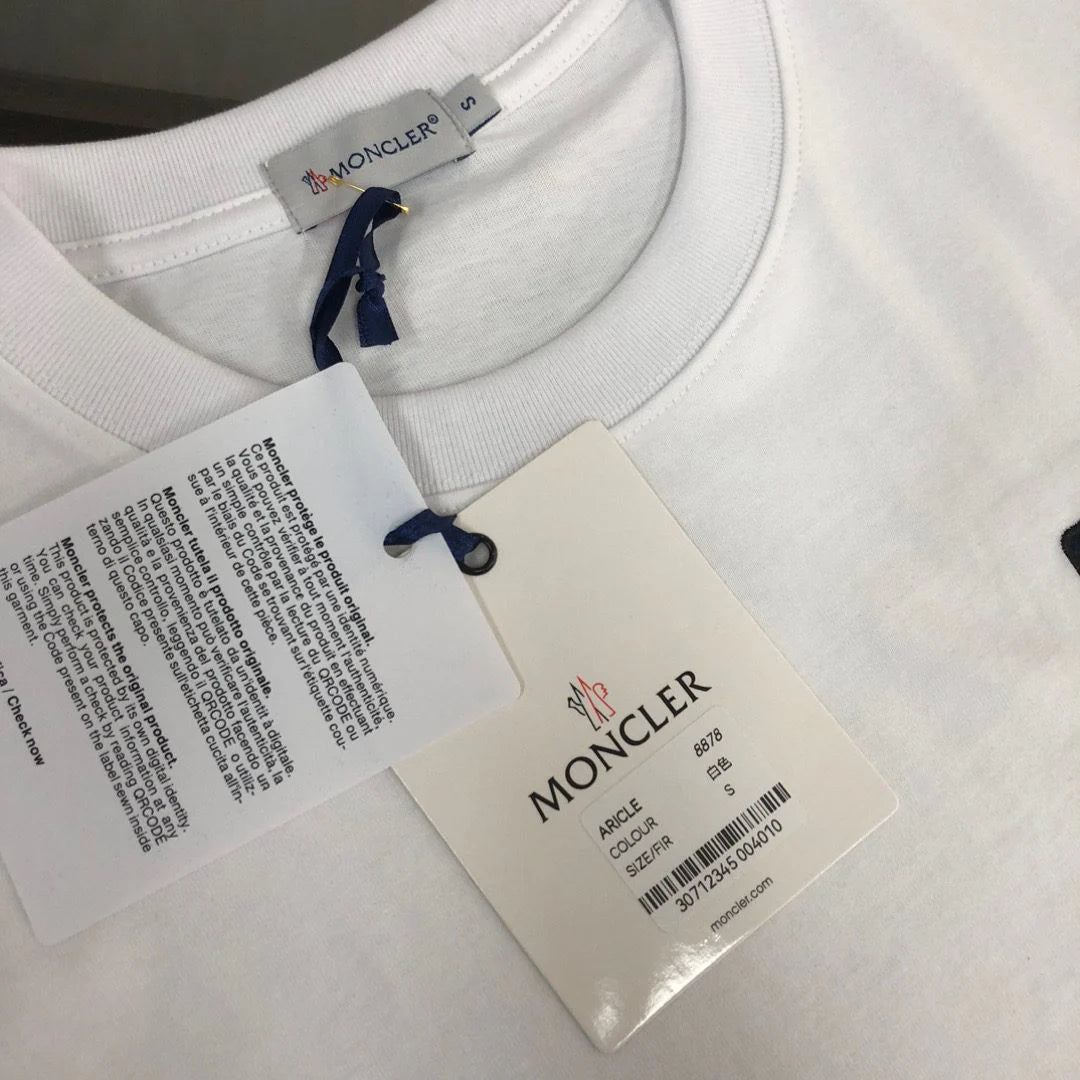 MONCLER®
S
Moncler protège le produit original.
Ce produit est protégé par une identité numérique.
Vous pouvez vérifier à tout moment l'authenticité,
la qualité et la provenance du produit en effectuant
un simple contrôle par la lecture du QRCODE ou
par le biais du Code se trouvant sur l'étiquette cou-
sue à l'intérieur de cette pièce.
Moncler tutela il prodotto originale.
Questo prodotto è tutelato da un'identità digitale.
In qualsiasi momento può verificare l'autenticità, la
qualità e la provenienza del prodotto facendo un
semplice controllo, leggendo il QRCODE o utiliz-
zando il Codice presente sull'etichetta cucita all'in-
terno di questo capo.
Moncler protects the original product.
This product is protected by its own digital identity.
You can check your product information at any
time. Simply perform a check by reading QRCODE
or using the Code present on the label sewn inside
this garment.
/ Check now
MONCLER
ARICLE 8878
COLOUR 白色
SIZE/FIR S
30712345 004010
moncler.com